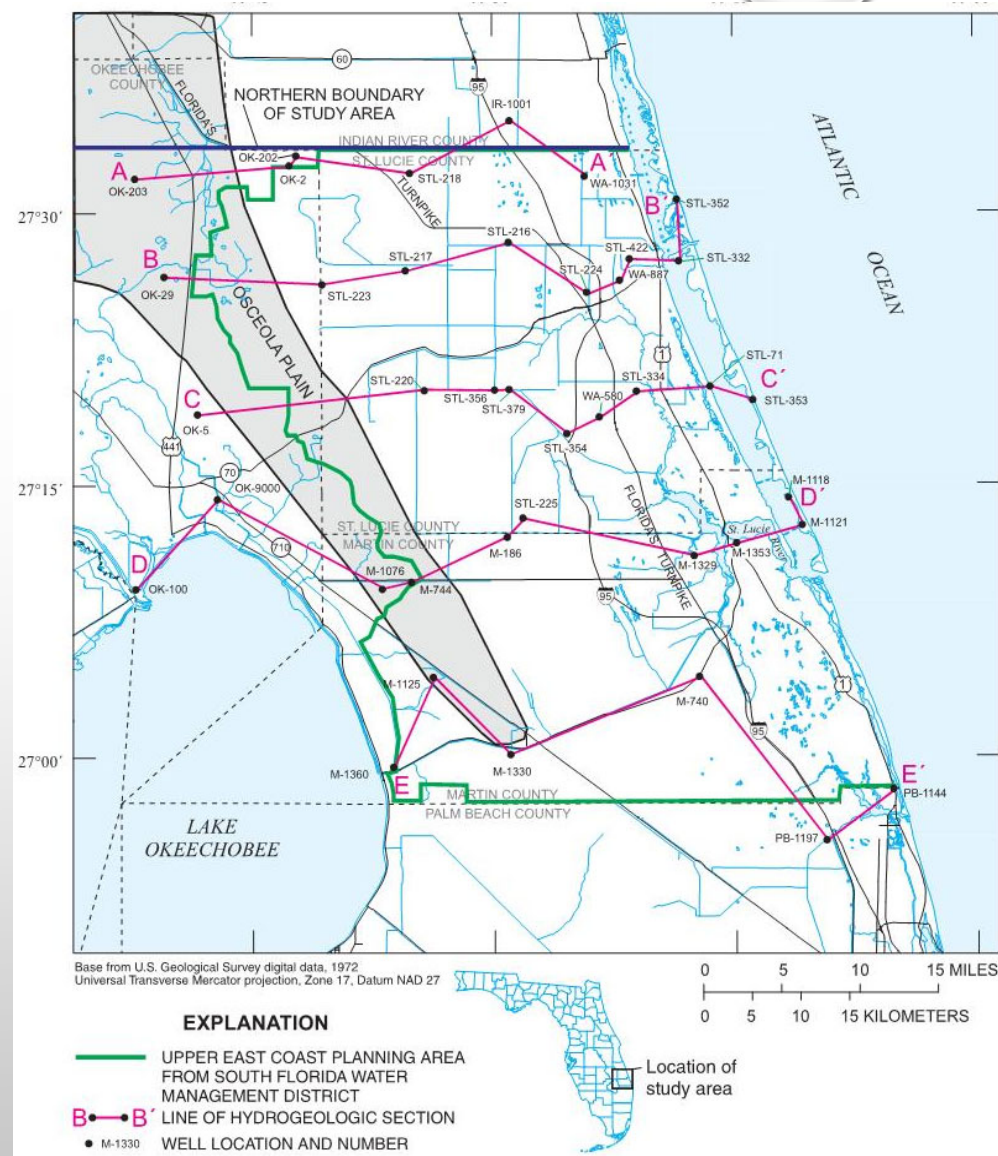 60
OKEECHOBEE
COUNTY
FLORIDA'S
NORTHERN BOUNDARY
OF STUDY AREA
95
IR-1001
INDIAN RIVER COUNTY
ST. LUCIE COUNTY
ATLANTIC
OCEAN
OK-202
A
OK-203
OK-2
STL-218
TURNPIKE
A
WA-1031
27°30′
B′
STL-352
STL-216
STL-422
STL-332
B
OK-29
STL-217
STL-223
STL-224
WA-887
OSCEOLA PLAIN
1
STL-71
C′
STL-334
STL-353
STL-220
STL-356
STL-379
WA-580
C
OK-5
STL-354
441
70
OK-9000
27°15′
M-1118
D′
STL-225
FLORIDA'S TURNPIKE
M-1121
ST. LUCIE COUNTY
MARTIN COUNTY
710
St. Lucie
River
M-186
M-1353
M-1329
D
OK-100
M-1076
M-744
95
M-1125
M-740
1
95
27°00′
M-1360
E
M-1330
E′
PB-1144
MARTIN COUNTY
PALM BEACH COUNTY
PB-1197
LAKE
OKEECHOBEE
Base from U.S. Geological Survey digital data, 1972
Universal Transverse Mercator projection, Zone 17, Datum NAD 27
0 5 10 15 MILES
0 5 10 15 KILOMETERS
EXPLANATION
UPPER EAST COAST PLANNING AREA
FROM SOUTH FLORIDA WATER
MANAGEMENT DISTRICT
B B′ LINE OF HYDROGEOLOGIC SECTION
M-1330 WELL LOCATION AND NUMBER
Location of
study area